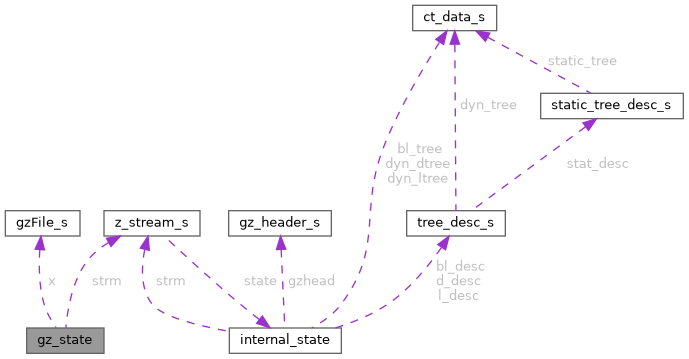 ct_data_s
static_tree
dyn_tree
static_tree_desc_s
bl_tree
dyn_dtree
dyn_ltree
stat_desc
gzFile_s
z_stream_s
gz_header_s
tree_desc_s
x
strm
strm
state
gzhead
bl_desc
d_desc
l_desc
gz_state
internal_state